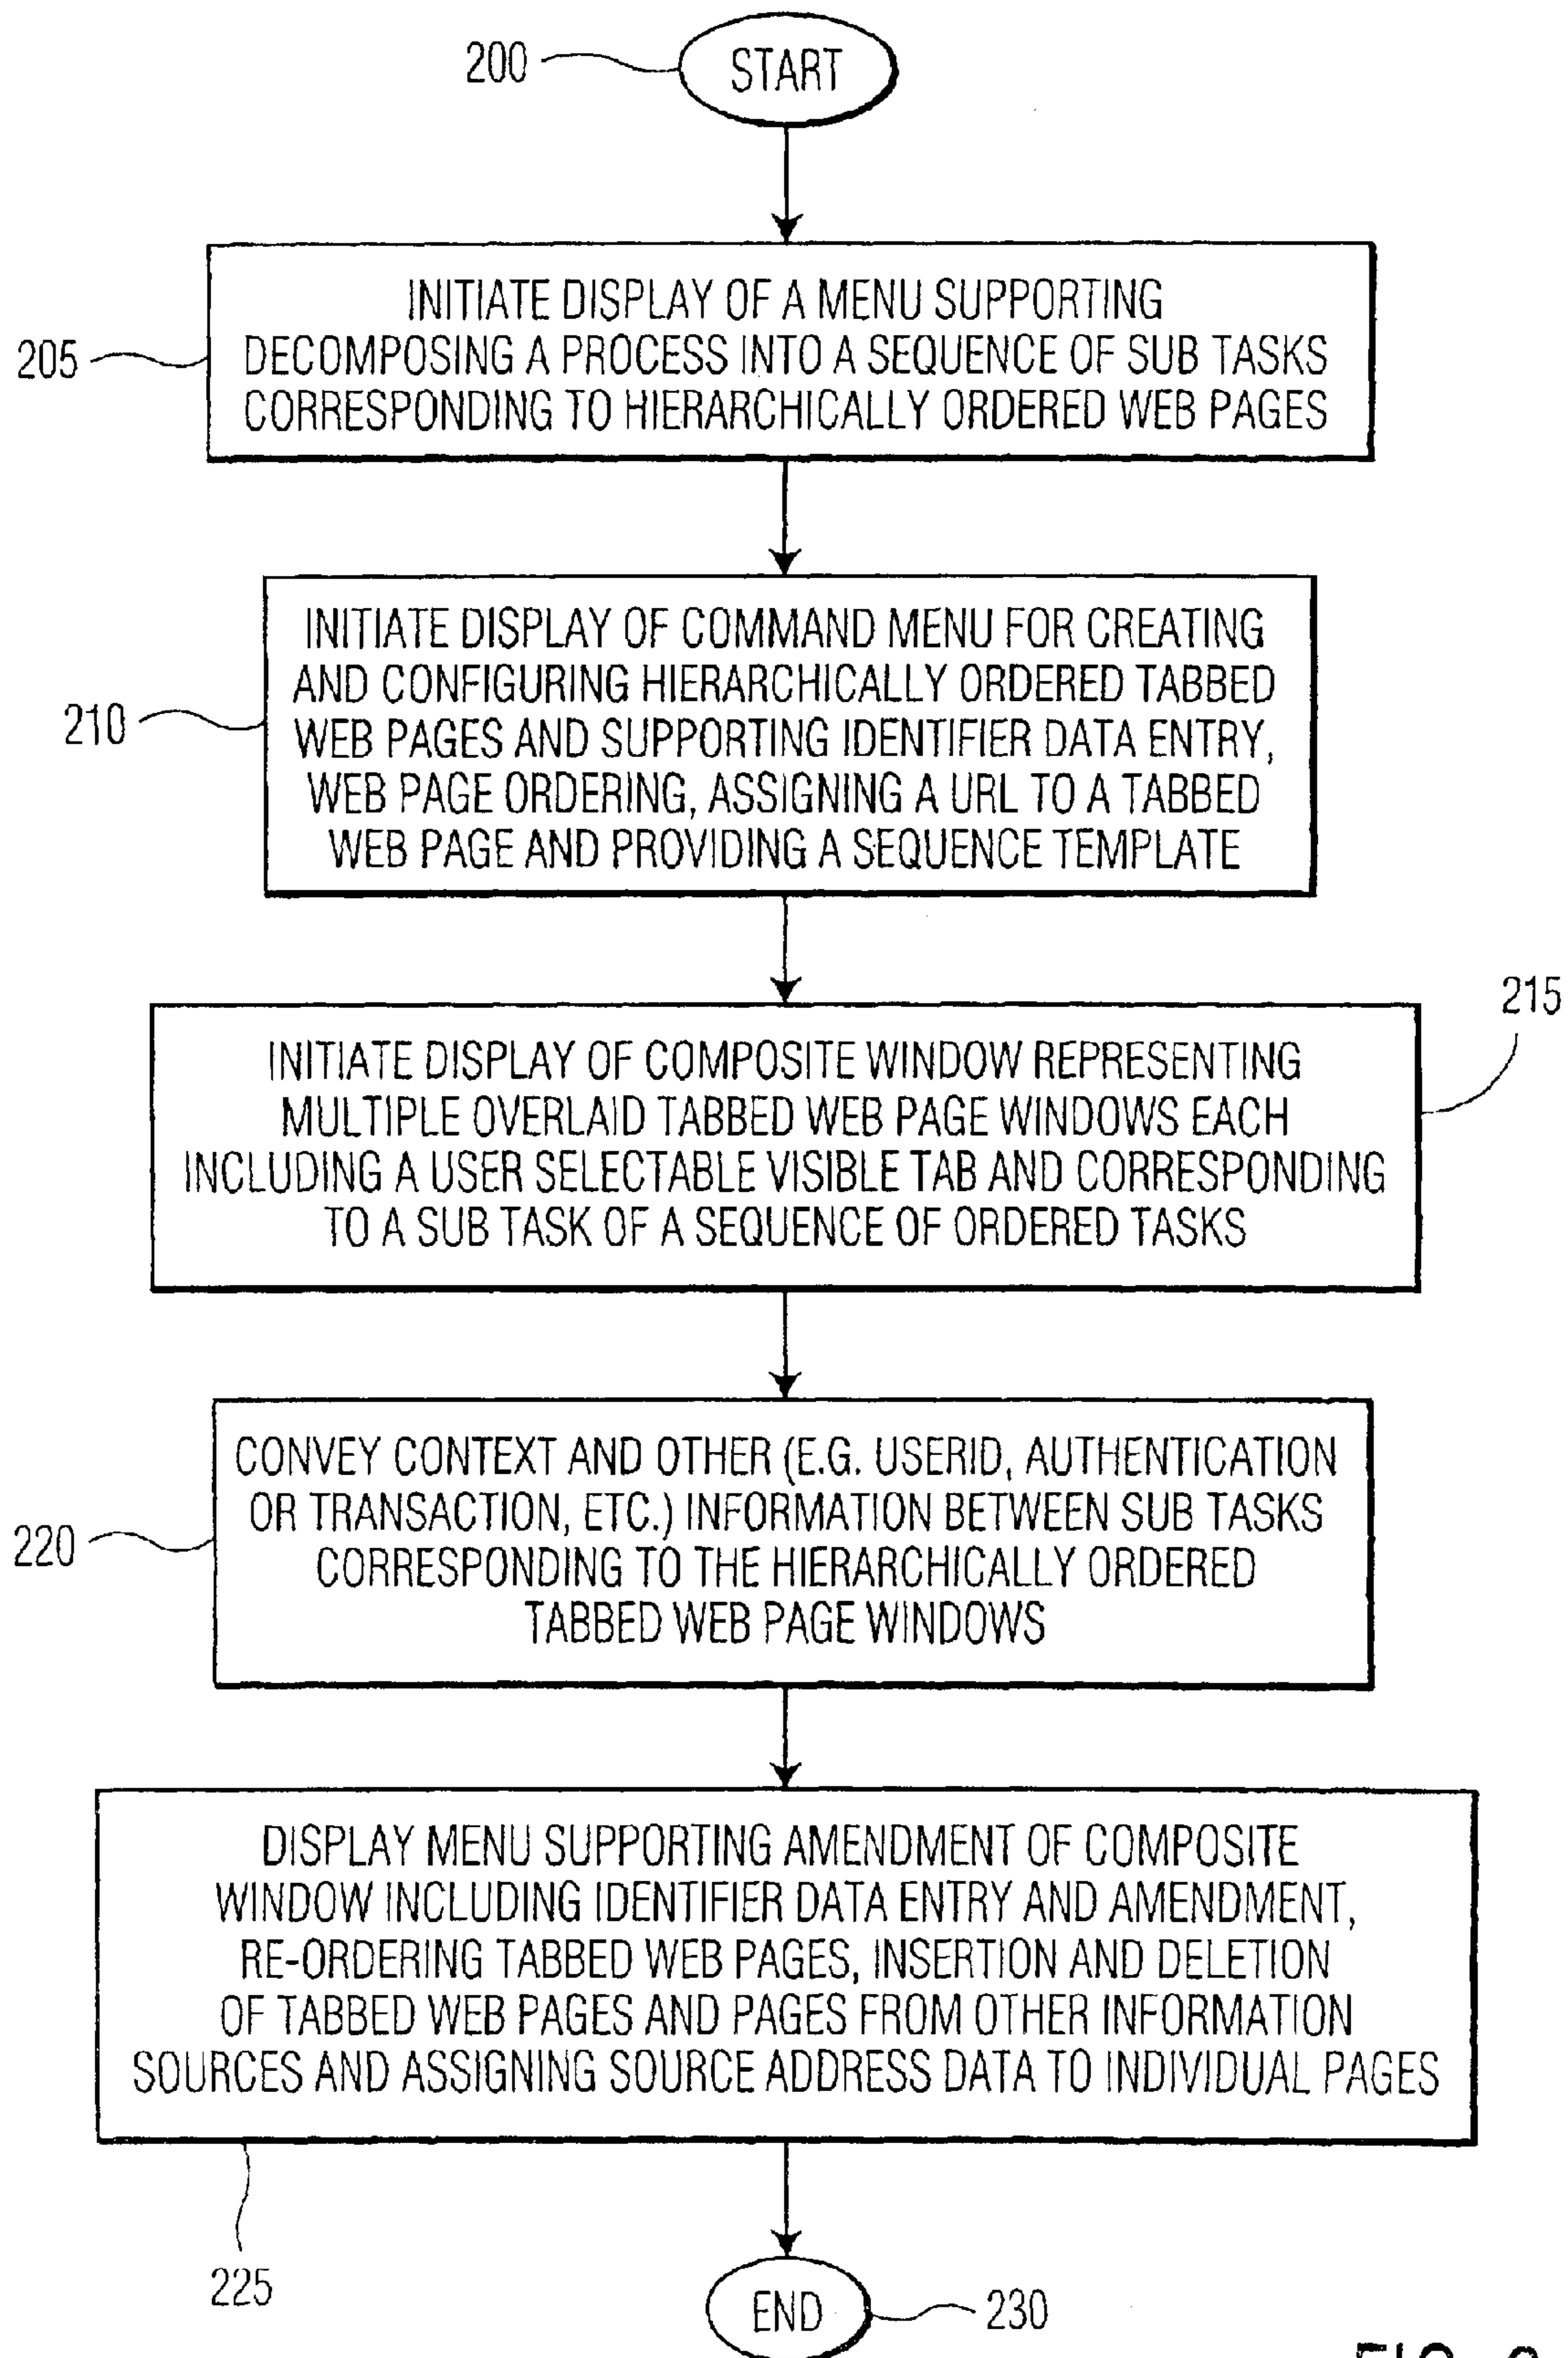 200
START
205
INITIATE DISPLAY OF A MENU SUPPORTING
DECOMPOSING A PROCESS INTO A SEQUENCE OF SUB TASKS
CORRESPONDING TO HIERARCHICALLY ORDERED WEB PAGES
210
INITIATE DISPLAY OF COMMAND MENU FOR CREATING
AND CONFIGURING HIERARCHICALLY ORDERED TABBED
WEB PAGES AND SUPPORTING IDENTIFIER DATA ENTRY,
WEB PAGE ORDERING, ASSIGNING A URL TO A TABBED
WEB PAGE AND PROVIDING A SEQUENCE TEMPLATE
215
INITIATE DISPLAY OF COMPOSITE WINDOW REPRESENTING
MULTIPLE OVERLAID TABBED WEB PAGE WINDOWS EACH
INCLUDING A USER SELECTABLE VISIBLE TAB AND CORRESPONDING
TO A SUB TASK OF A SEQUENCE OF ORDERED TASKS
220
CONVEY CONTEXT AND OTHER (E.G. USERID, AUTHENTICATION
OR TRANSACTION, ETC.) INFORMATION BETWEEN SUB TASKS
CORRESPONDING TO THE HIERARCHICALLY ORDERED
TABBED WEB PAGE WINDOWS
DISPLAY MENU SUPPORTING AMENDMENT OF COMPOSITE
WINDOW INCLUDING IDENTIFIER DATA ENTRY AND AMENDMENT,
RE-ORDERING TABBED WEB PAGES, INSERTION AND DELETION
OF TABBED WEB PAGES AND PAGES FROM OTHER INFORMATION
SOURCES AND ASSIGNING SOURCE ADDRESS DATA TO INDIVIDUAL PAGES
225
END
230